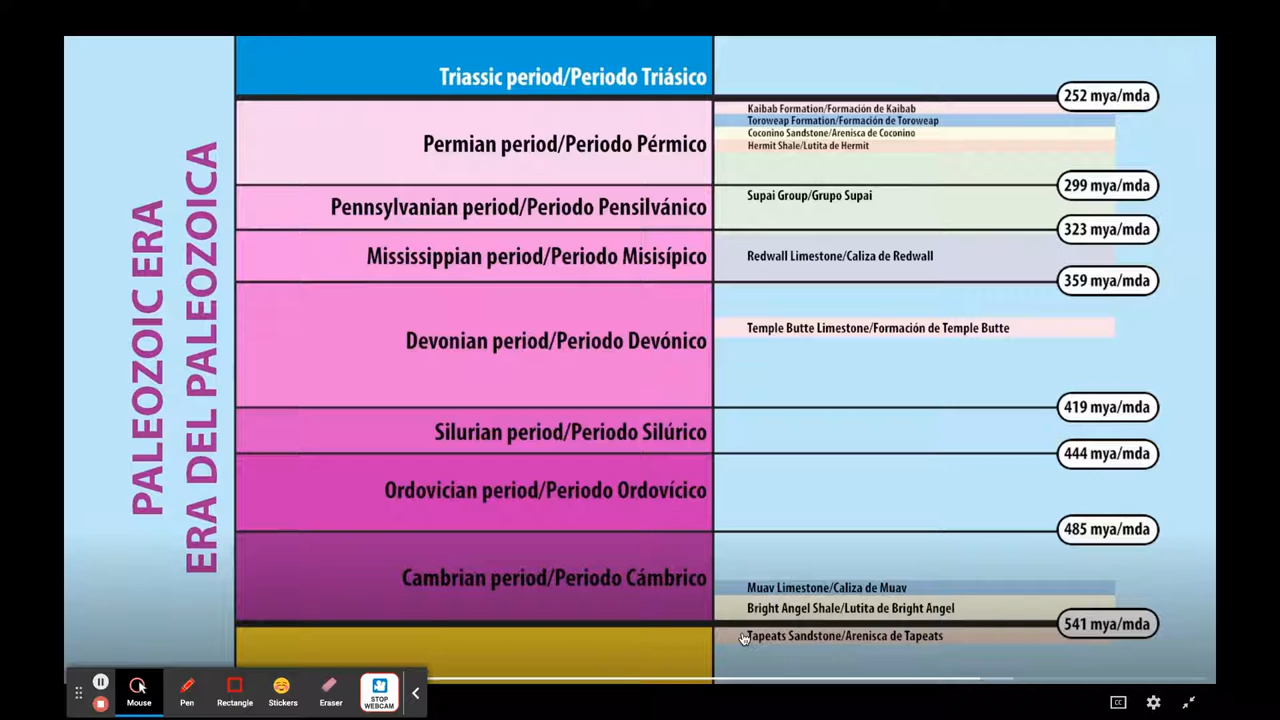 PALEOZOIC ERA
ERA DEL PALEOZOICA
Triassic period/Periodo Triásico
252 mya/mda
Kaibab Formation/Formación de Kaibab
Toroweap Formation/Formación de Toroweap
Coconino Sandstone/Arenisca de Coconino
Hermit Shale/Lutita de Hermit
Permian period/Periodo Pérmico
299 mya/mda
Supai Group/Grupo Supai
Pennsylvanian period/Periodo Pensilvánico
323 mya/mda
Mississippian period/Periodo Misisípico
Redwall Limestone/Caliza de Redwall
359 mya/mda
Temple Butte Limestone/Formación de Temple Butte
Devonian period/Periodo Devónico
419 mya/mda
Silurian period/Periodo Silúrico
444 mya/mda
Ordovician period/Periodo Ordovícico
485 mya/mda
Cambrian period/Periodo Cámbrico
Muav Limestone/Caliza de Muav
Bright Angel Shale/Lutita de Bright Angel
541 mya/mda
Tapeats Sandstone/Arenisca de Tapeats
Mouse
Pen
Rectangle
Stickers
Eraser
STOP
WEBCAM
CC